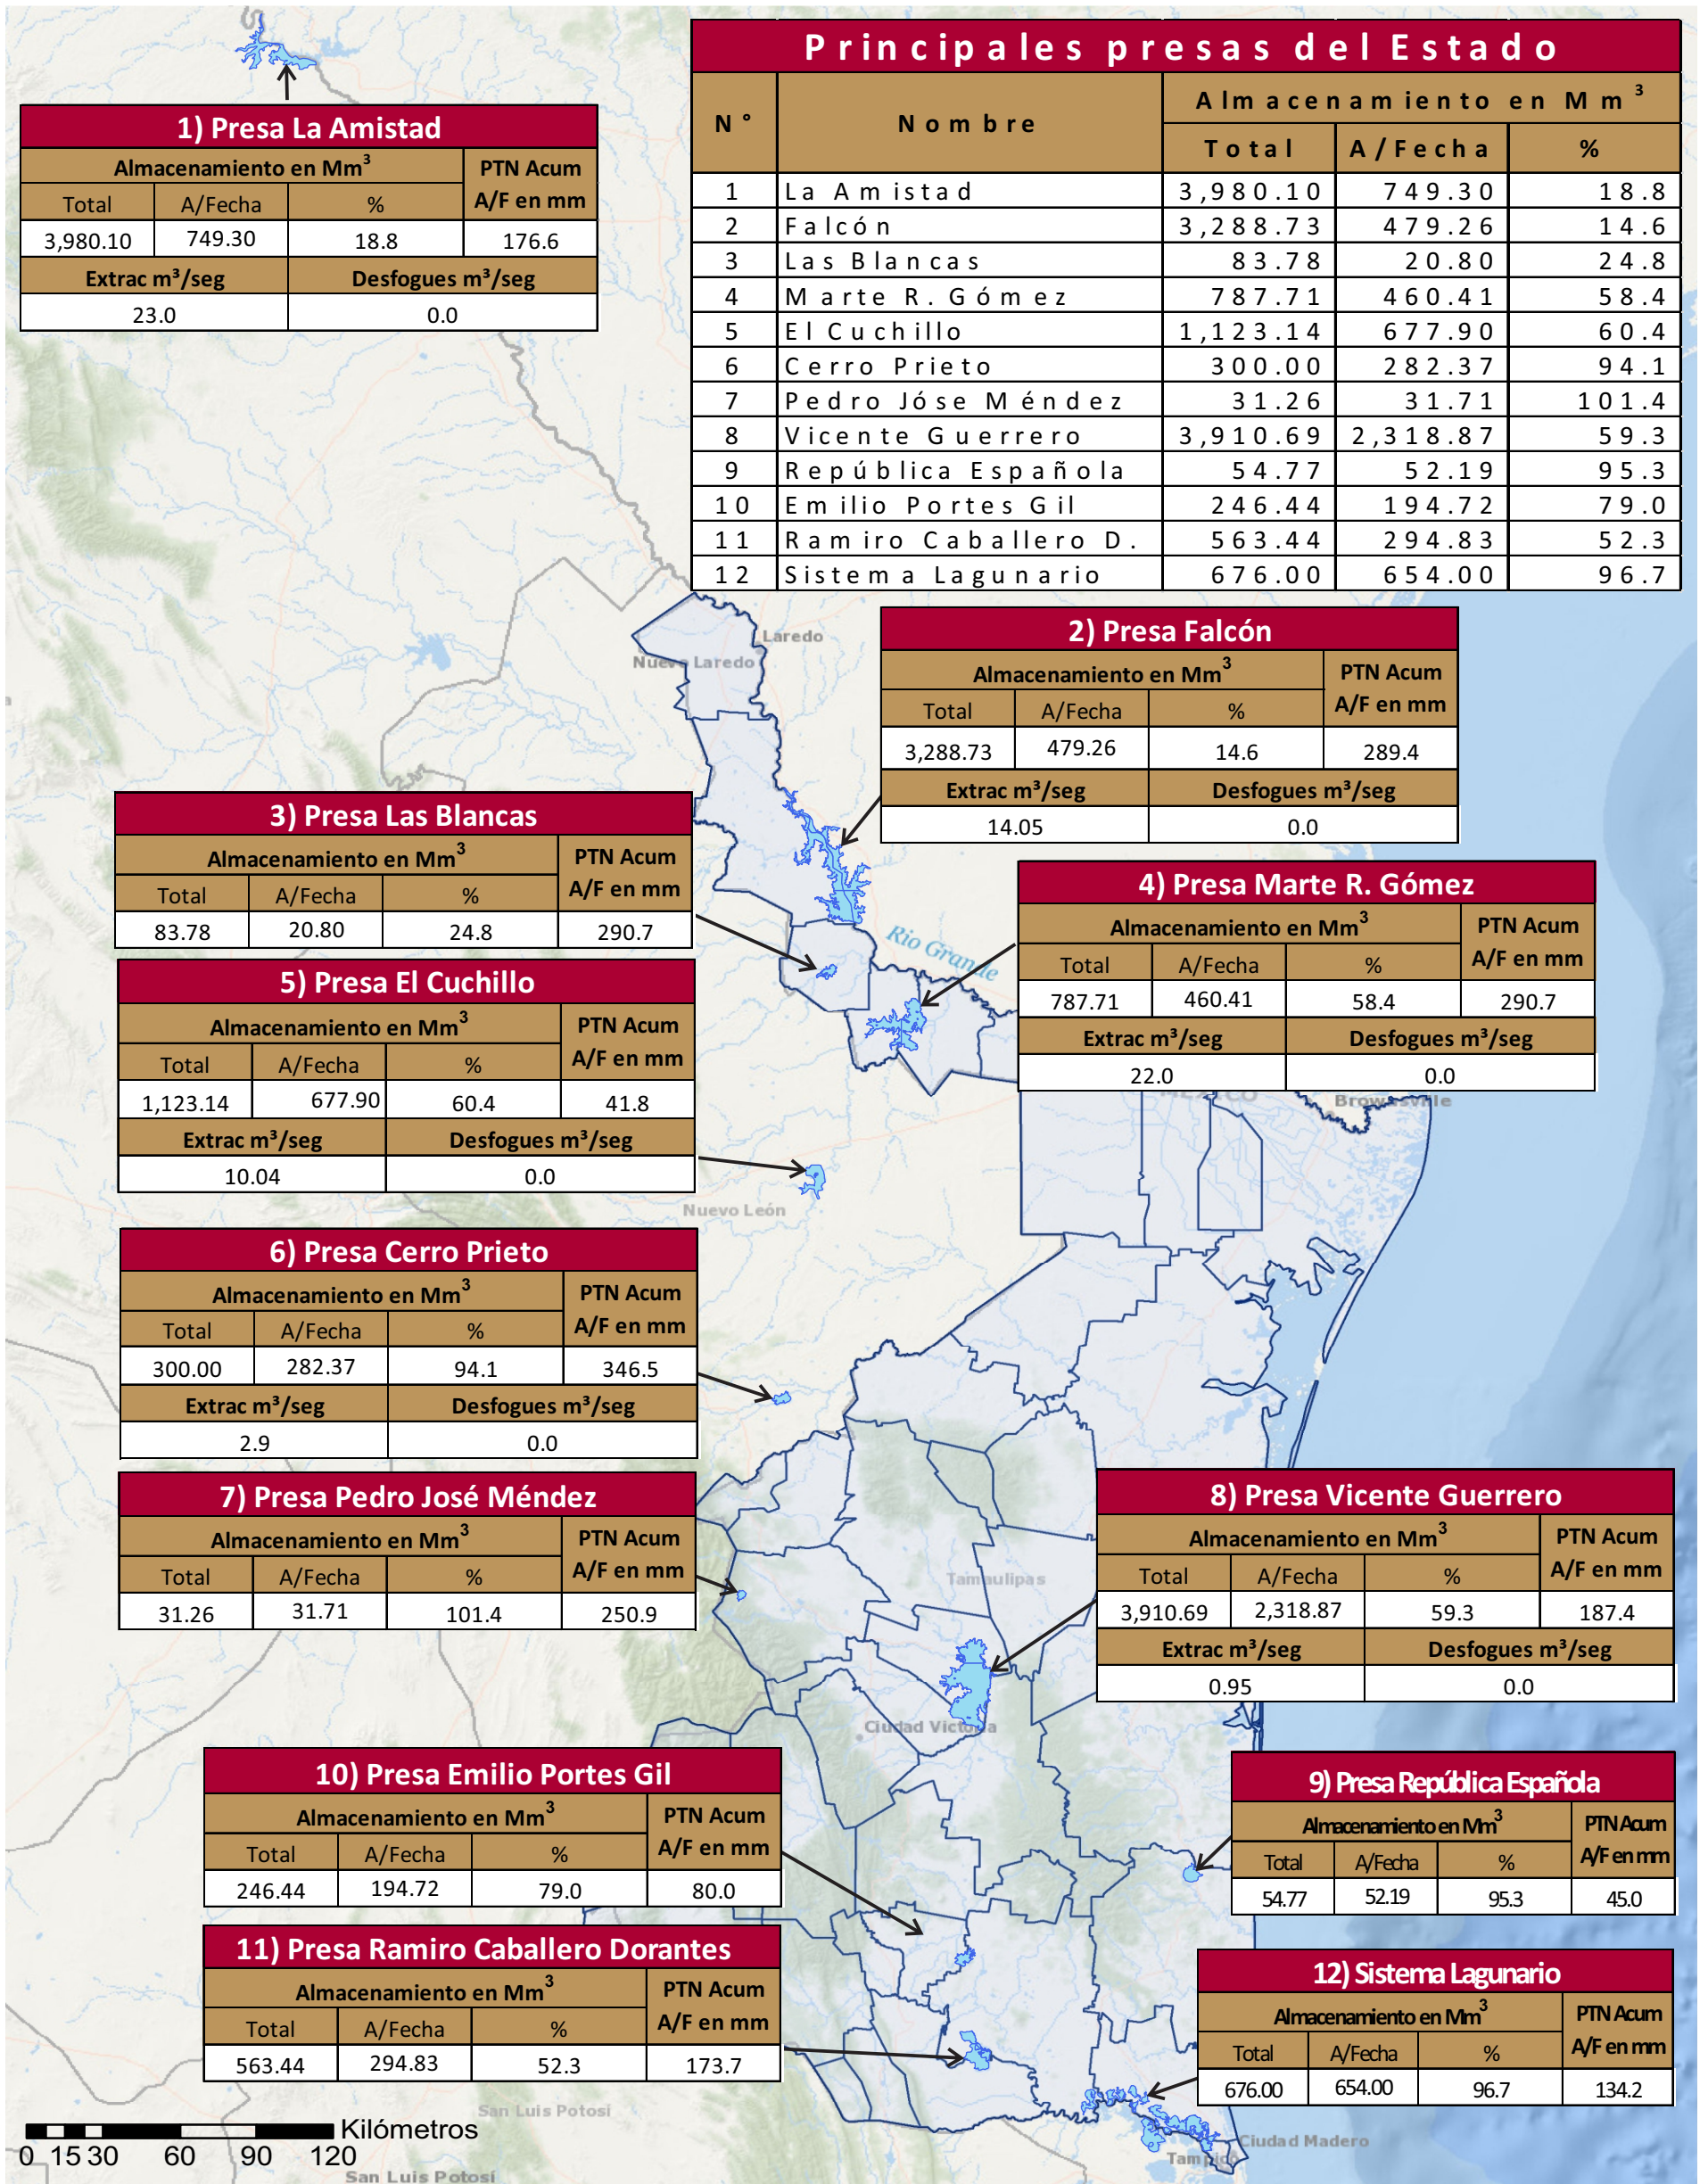 Principales presas del Estado
N° Nombre Almacenamiento en Mm³
Total A/Fecha %
1 La Amistad 3,980.10 749.30 18.8
2 Falcón 3,288.73 479.26 14.6
3 Las Blancas 83.78 20.80 24.8
4 Marte R. Gómez 787.71 460.41 58.4
5 El Cuchillo 1,123.14 677.90 60.4
6 Cerro Prieto 300.00 282.37 94.1
7 Pedro Jóse Méndez 31.26 31.71 101.4
8 Vicente Guerrero 3,910.69 2,318.87 59.3
9 República Española 54.77 52.19 95.3
10 Emilio Portes Gil 246.44 194.72 79.0
11 Ramiro Caballero D. 563.44 294.83 52.3
12 Sistema Lagunario 676.00 654.00 96.7
1) Presa La Amistad
Almacenamiento en Mm³ PTN Acum
Total A/Fecha % A/F en mm
3,980.10 749.30 18.8 176.6
Extrac m³/seg Desfogues m³/seg
23.0 0.0
Laredo
Nuevo Laredo
2) Presa Falcón
Almacenamiento en Mm³ PTN Acum
Total A/Fecha % A/F en mm
3,288.73 479.26 14.6 289.4
Extrac m³/seg Desfogues m³/seg
14.05 0.0
3) Presa Las Blancas
Almacenamiento en Mm³ PTN Acum
Total A/Fecha % A/F en mm
83.78 20.80 24.8 290.7
Rio Grande
4) Presa Marte R. Gómez
Almacenamiento en Mm³ PTN Acum
Total A/Fecha % A/F en mm
787.71 460.41 58.4 290.7
Extrac m³/seg Desfogues m³/seg
22.0 0.0
MÉXICO
Brownsville
5) Presa El Cuchillo
Almacenamiento en Mm³ PTN Acum
Total A/Fecha % A/F en mm
1,123.14 677.90 60.4 41.8
Extrac m³/seg Desfogues m³/seg
10.04 0.0
Nuevo León
6) Presa Cerro Prieto
Almacenamiento en Mm³ PTN Acum
Total A/Fecha % A/F en mm
300.00 282.37 94.1 346.5
Extrac m³/seg Desfogues m³/seg
2.9 0.0
7) Presa Pedro José Méndez
Almacenamiento en Mm³ PTN Acum
Total A/Fecha % A/F en mm
31.26 31.71 101.4 250.9
Tamaulipas
8) Presa Vicente Guerrero
Almacenamiento en Mm³ PTN Acum
Total A/Fecha % A/F en mm
3,910.69 2,318.87 59.3 187.4
Extrac m³/seg Desfogues m³/seg
0.95 0.0
Ciudad Victoria
10) Presa Emilio Portes Gil
Almacenamiento en Mm³ PTN Acum
Total A/Fecha % A/F en mm
246.44 194.72 79.0 80.0
9) Presa República Española
Almacenamiento en Mm³ PTN Acum
Total A/Fecha % A/F en mm
54.77 52.19 95.3 45.0
11) Presa Ramiro Caballero Dorantes
Almacenamiento en Mm³ PTN Acum
Total A/Fecha % A/F en mm
563.44 294.83 52.3 173.7
12) Sistema Lagunario
Almacenamiento en Mm³ PTN Acum
Total A/Fecha % A/F en mm
676.00 654.00 96.7 134.2
San Luis Potosí
Kilómetros
0 15 30 60 90 120
Ciudad Madero
Tampico
San Luis Potosí